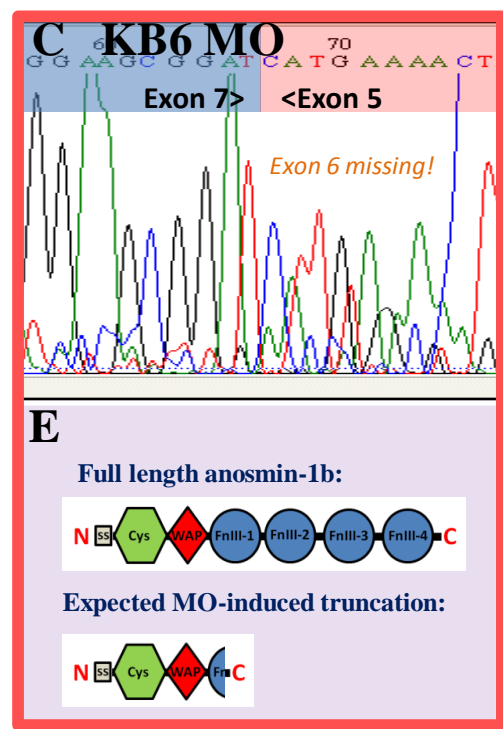 C KB6 MO
70
G G A A G C G G A T C A T G A A A A C T
Exon 7> <Exon 5
Exon 6 missing!
E
Full length anosmin-1b:
N ss Cys WAP FnIII-1 FnIII-2 FnIII-3 FnIII-4 C
Expected MO-induced truncation:
N ss Cys WAP Fn C